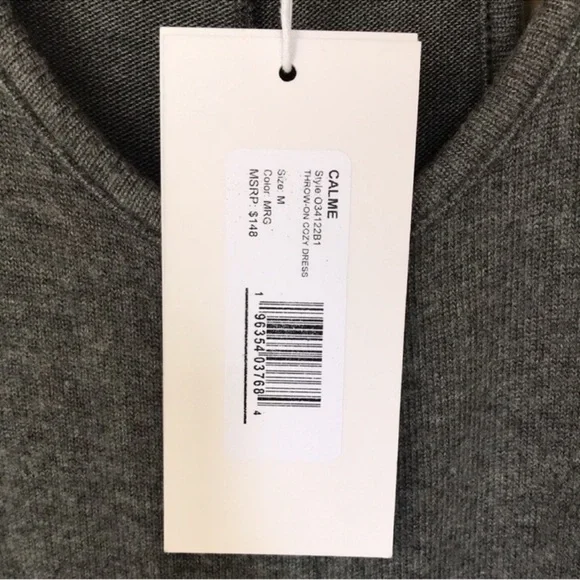 CALME
Style: O34122B1
THROW-ON COZY DRESS
Size: M
Color: MRG
MSRP: $148
1 96354 03768 4